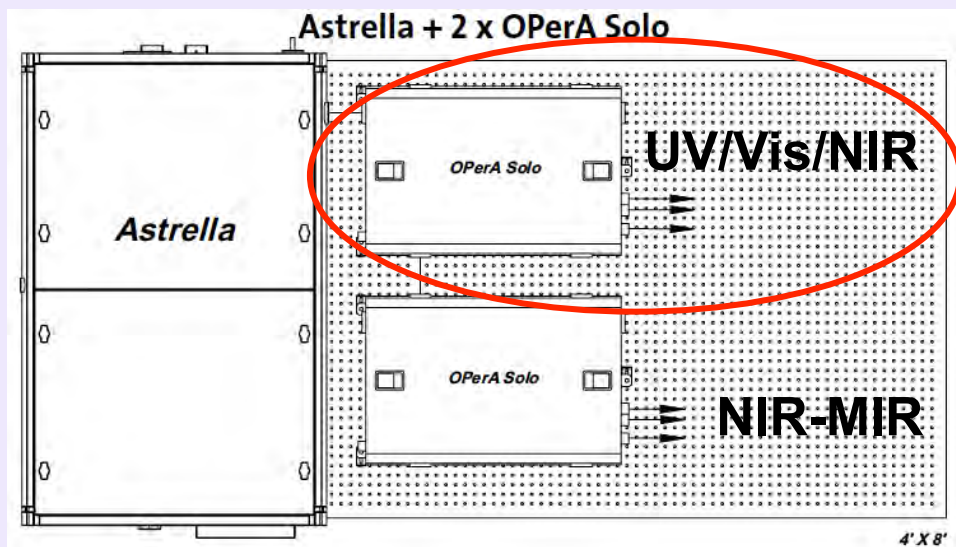 Astrella + 2 x OPerA Solo
OPerA Solo
UV/Vis/NIR
Astrella
OPerA Solo
NIR-MIR
4' X 8'